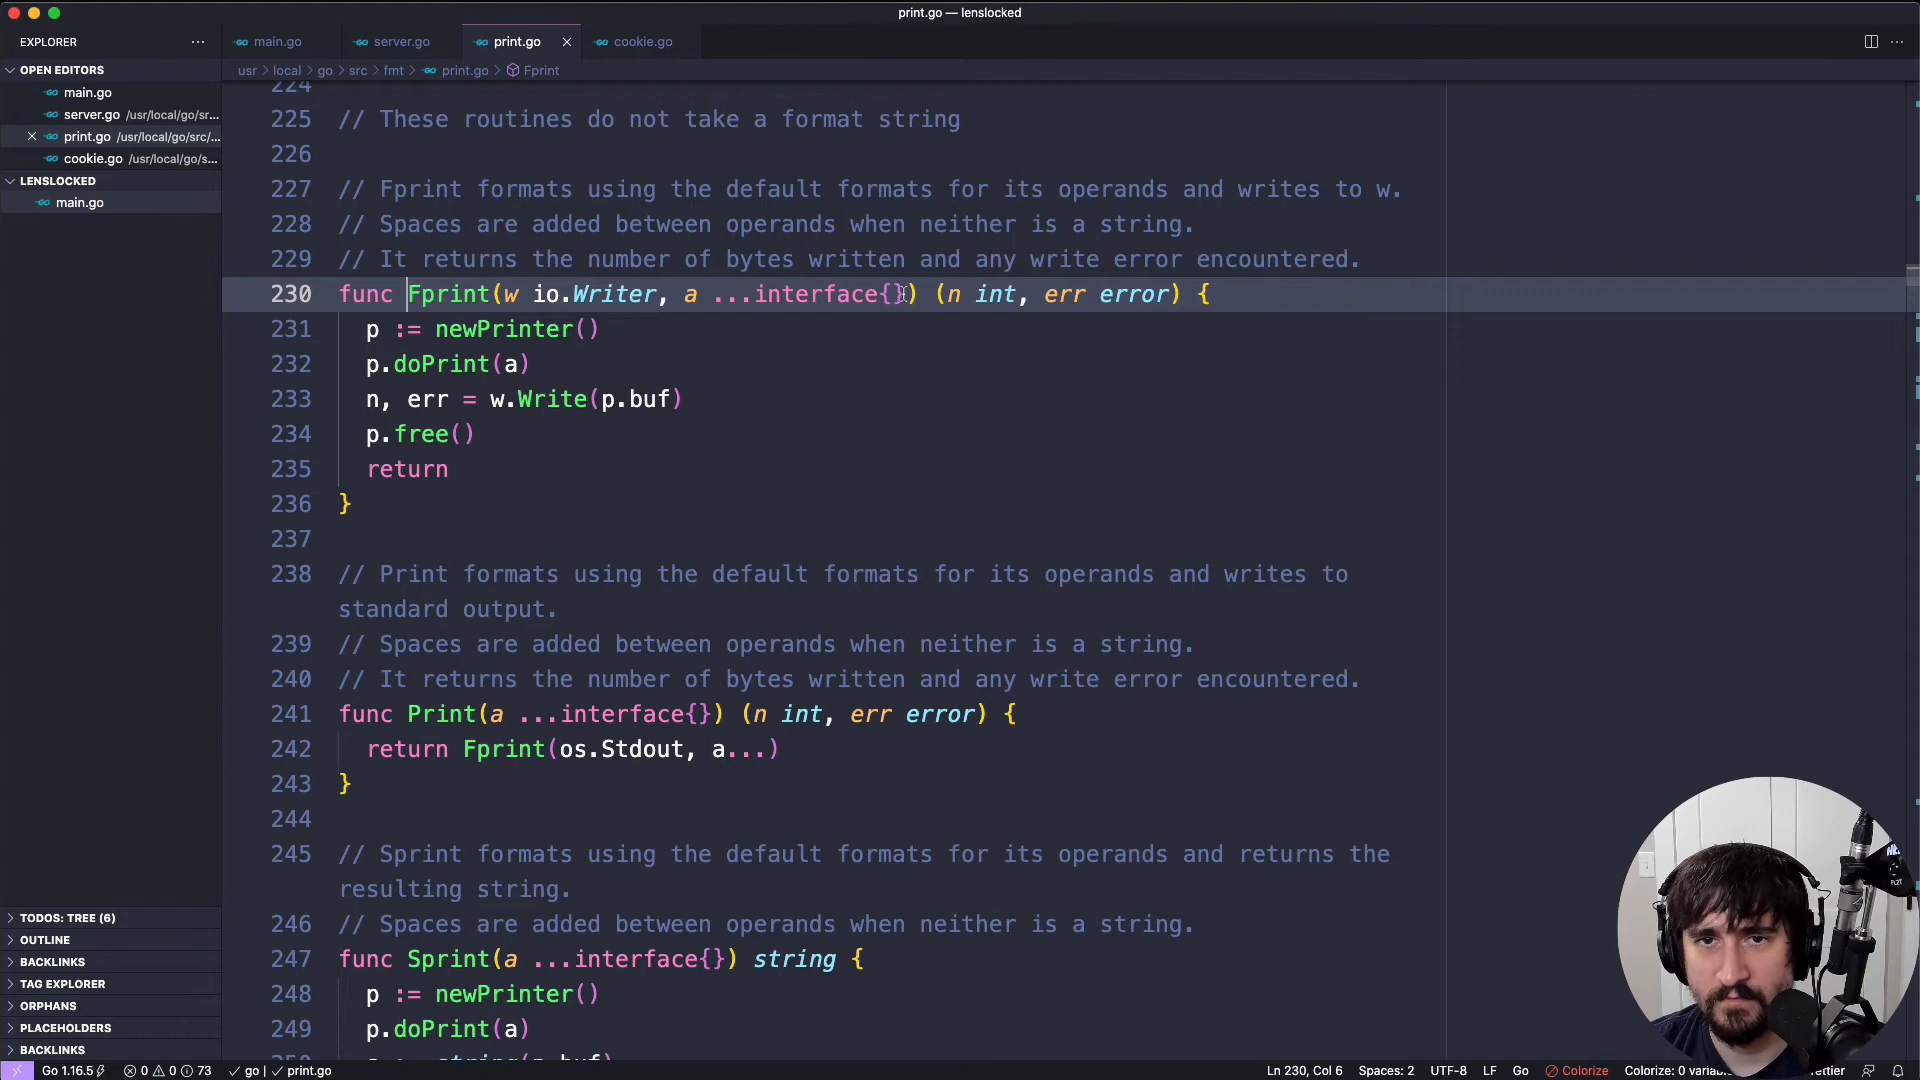 print.go — lenslocked
EXPLORER
main.go
server.go
print.go
cookie.go
OPEN EDITORS
usr > local > go > src > fmt > print.go > Fprint
main.go
server.go /usr/local/go/sr...
print.go /usr/local/go/src/...
cookie.go /usr/local/go/s...
LENSLOCKED
main.go
224
225 // These routines do not take a format string
226
227 // Fprint formats using the default formats for its operands and writes to w.
228 // Spaces are added between operands when neither is a string.
229 // It returns the number of bytes written and any write error encountered.
230 func Fprint(w io.Writer, a ...interface{}) (n int, err error) {
231 p := newPrinter()
232 p.doPrint(a)
233 n, err = w.Write(p.buf)
234 p.free()
235 return
236 }
237
238 // Print formats using the default formats for its operands and writes to
standard output.
239 // Spaces are added between operands when neither is a string.
240 // It returns the number of bytes written and any write error encountered.
241 func Print(a ...interface{}) (n int, err error) {
242 return Fprint(os.Stdout, a...)
243 }
244
245 // Sprint formats using the default formats for its operands and returns the
resulting string.
246 // Spaces are added between operands when neither is a string.
247 func Sprint(a ...interface{}) string {
248 p := newPrinter()
249 p.doPrint(a)
TODOS: TREE (6)
OUTLINE
BACKLINKS
TAG EXPLORER
ORPHANS
PLACEHOLDERS
BACKLINKS
Go 1.16.5 0 0 73 go | print.go
Ln 230, Col 6 Spaces: 2 UTF-8 LF Go Colorize Colorize: 0 variab